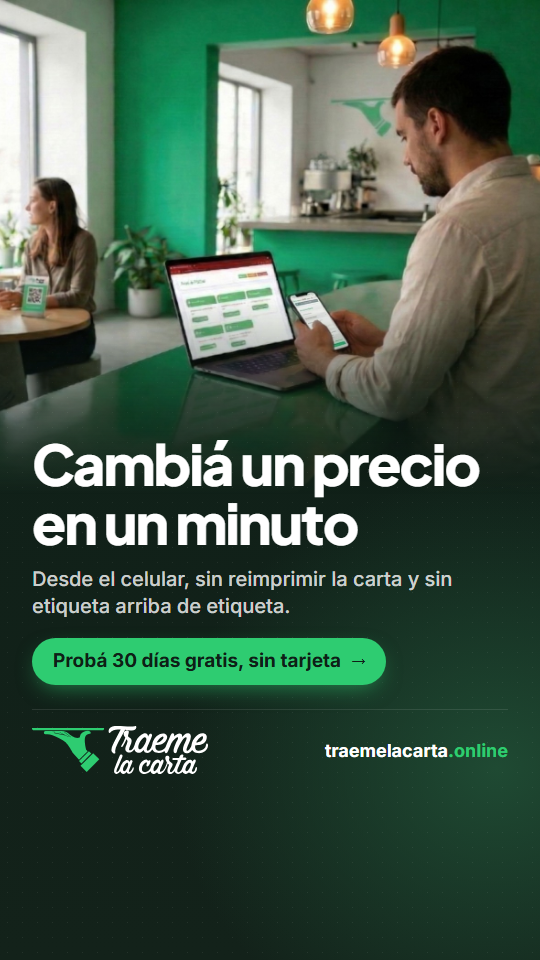 Cambiá un precio
en un minuto
Desde el celular, sin reimprimir la carta y sin
etiqueta arriba de etiqueta.
Probá 30 días gratis, sin tarjeta →
Traeme
la carta
traemelacarta.online